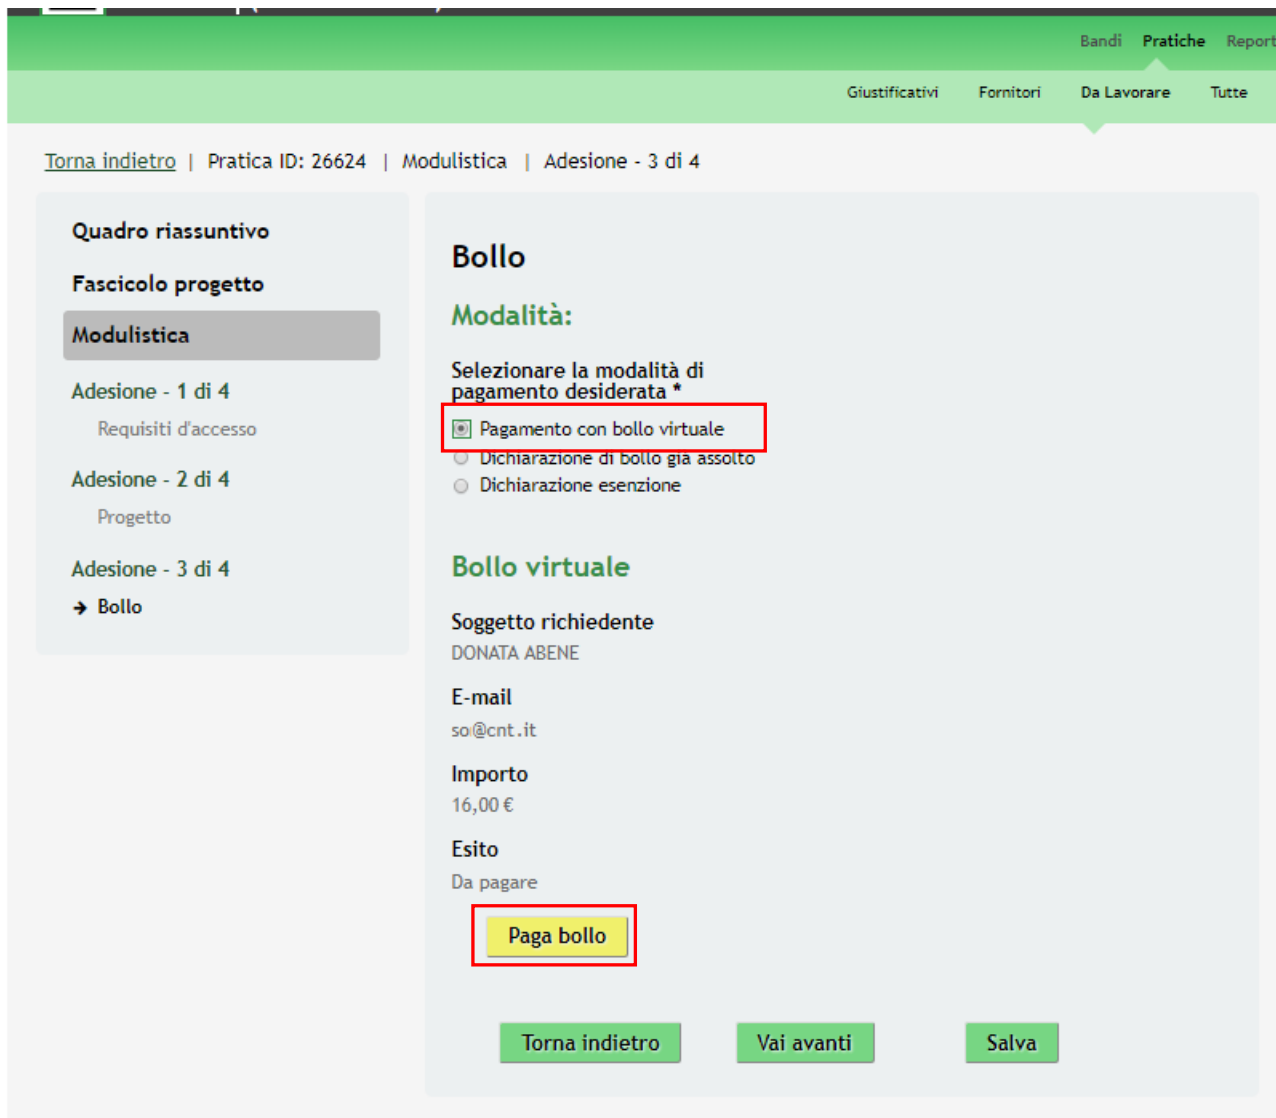 Bandi Pratiche Report
Giustificativi Fornitori Da Lavorare Tutte
Torna indietro | Pratica ID: 26624 | Modulistica | Adesione - 3 di 4
Quadro riassuntivo
Fascicolo progetto
Modulistica
Adesione - 1 di 4
Requisiti d'accesso
Adesione - 2 di 4
Progetto
Adesione - 3 di 4
→ Bollo
Bollo
Modalità:
Selezionare la modalità di
pagamento desiderata *
Pagamento con bollo virtuale
Dichiarazione di bollo già assolto
Dichiarazione esenzione
Bollo virtuale
Soggetto richiedente
DONATA ABENE
E-mail
so@cnt.it
Importo
16,00 €
Esito
Da pagare
Paga bollo
Torna indietro Vai avanti Salva